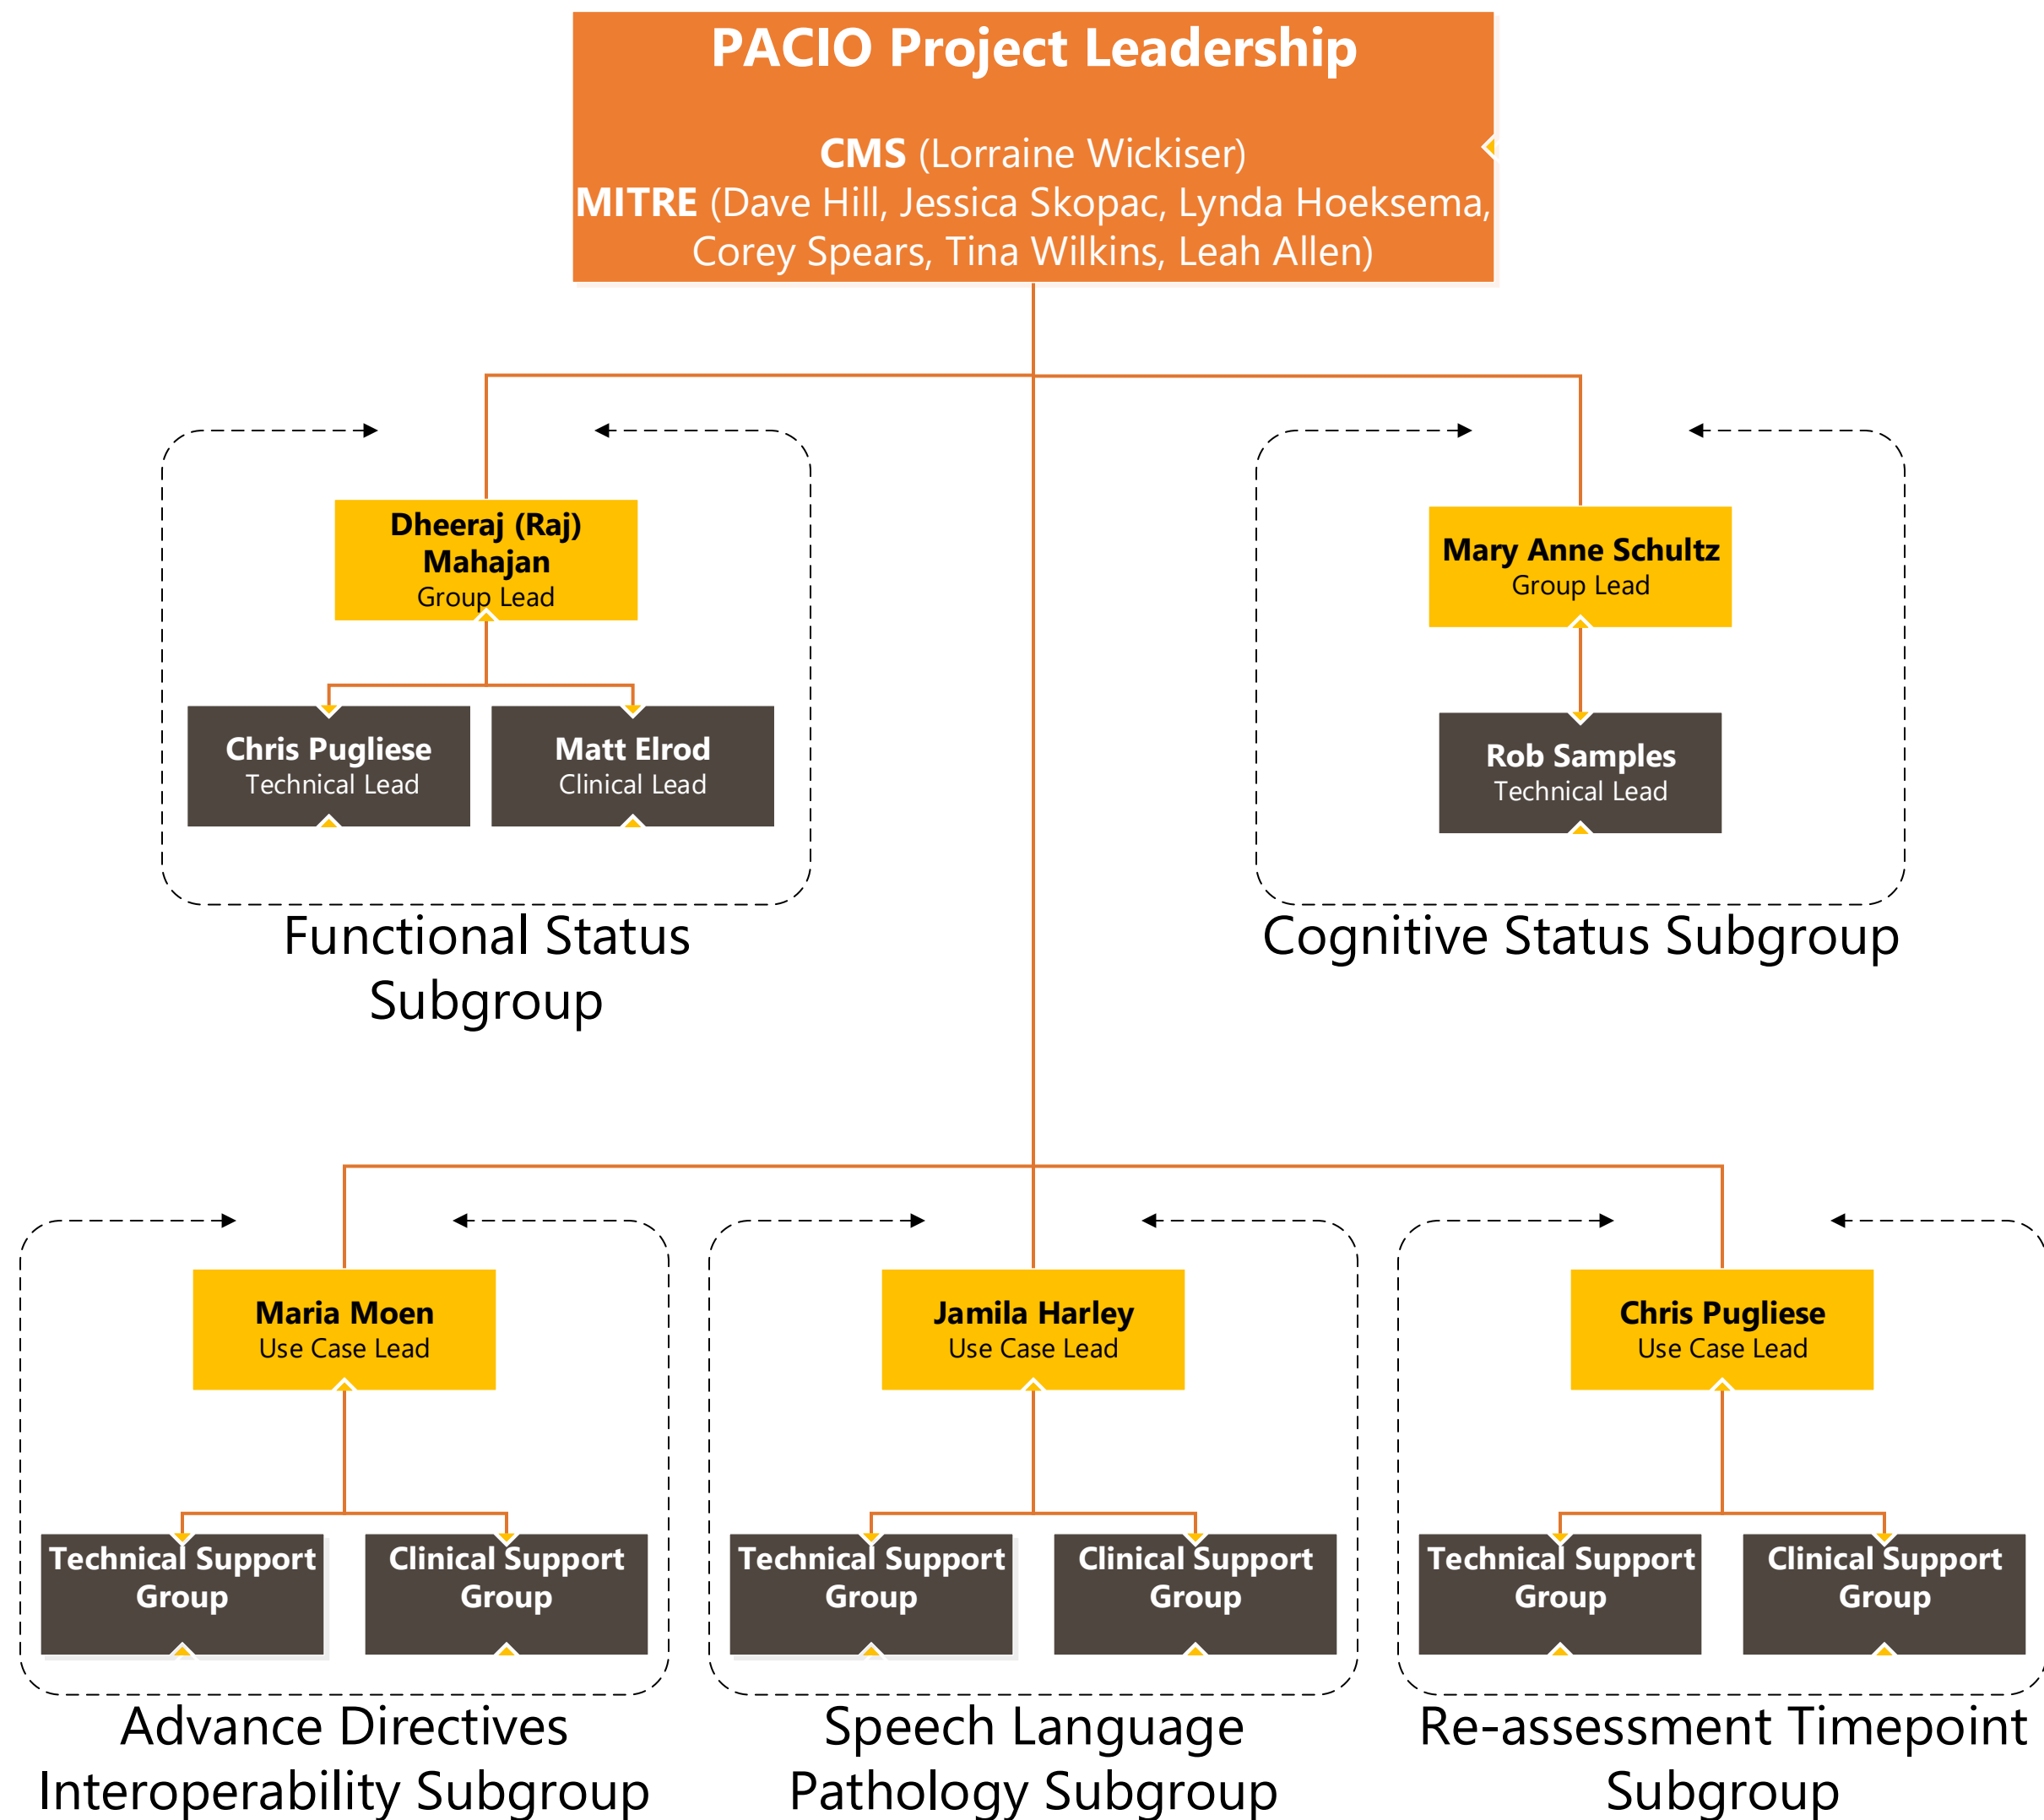 PACIO Project Leadership
CMS (Lorraine Wickiser)
MITRE (Dave Hill, Jessica Skopac, Lynda Hoeksema,
Corey Spears, Tina Wilkins, Leah Allen)
Dheeraj (Raj)
Mahajan
Group Lead
Chris Pugliese
Technical Lead
Matt Elrod
Clinical Lead
Functional Status
Subgroup
Mary Anne Schultz
Group Lead
Rob Samples
Technical Lead
Cognitive Status Subgroup
Maria Moen
Use Case Lead
Technical Support
Group
Clinical Support
Group
Advance Directives
Interoperability Subgroup
Jamila Harley
Use Case Lead
Technical Support
Group
Clinical Support
Group
Speech Language
Pathology Subgroup
Chris Pugliese
Use Case Lead
Technical Support
Group
Clinical Support
Group
Re-assessment Timepoint
Subgroup